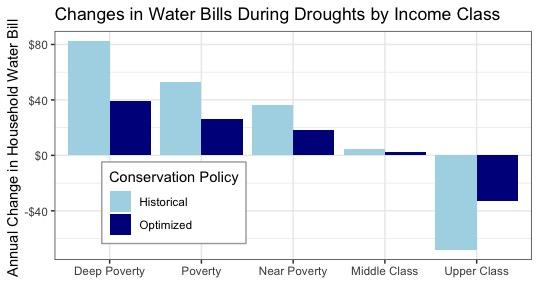 Changes in Water Bills During Droughts by Income Class
Annual Change in Household Water Bill
$80
$40
$0
-$40
Conservation Policy
Historical
Optimized
Deep Poverty
Poverty
Near Poverty
Middle Class
Upper Class